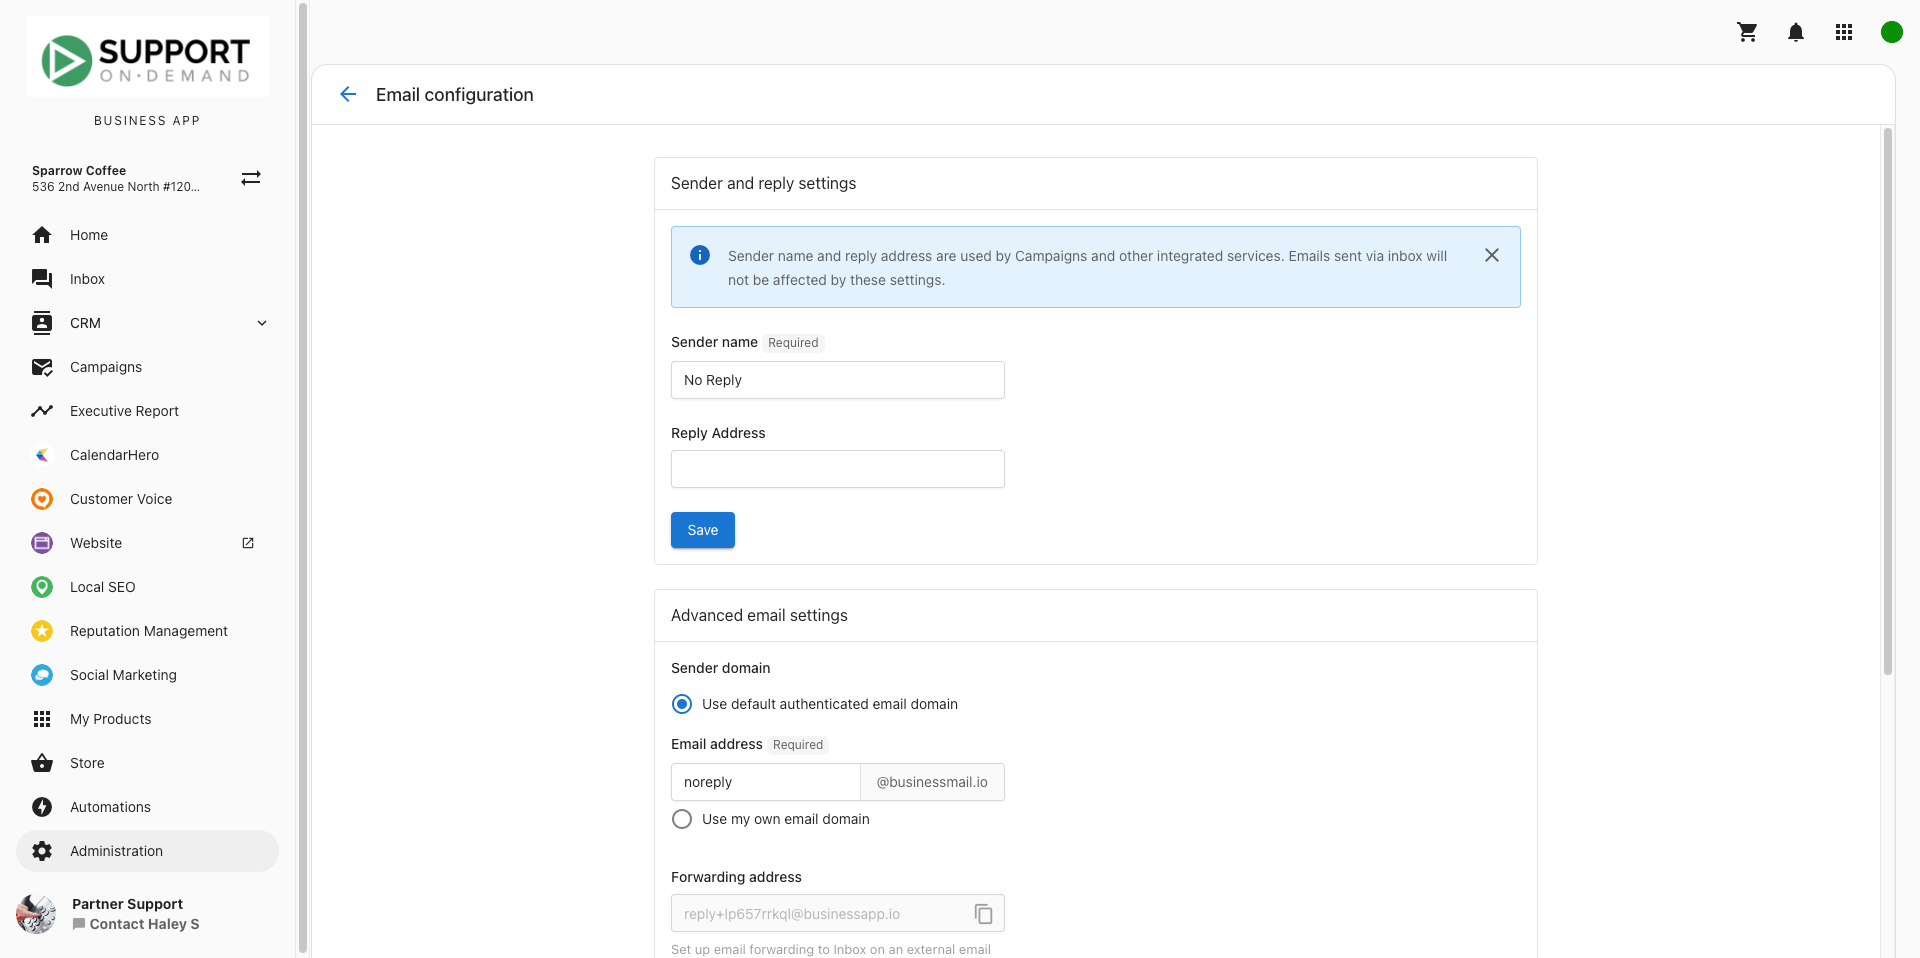 SUPPORT
ON·DEMAND
BUSINESS APP
Sparrow Coffee
536 2nd Avenue North #120...
Home
Inbox
CRM
Campaigns
Executive Report
CalendarHero
Customer Voice
Website
Local SEO
Reputation Management
Social Marketing
My Products
Store
Automations
Administration
Partner Support
Contact Haley S
Email configuration
Sender and reply settings
Sender name and reply address are used by Campaigns and other integrated services. Emails sent via inbox will
not be affected by these settings.
Sender name Required
No Reply
Reply Address
Save
Advanced email settings
Sender domain
Use default authenticated email domain
Email address Required
noreply @businessmail.io
Use my own email domain
Forwarding address
reply+lp657rrkql@businessapp.io
Set up email forwarding to Inbox on an external email